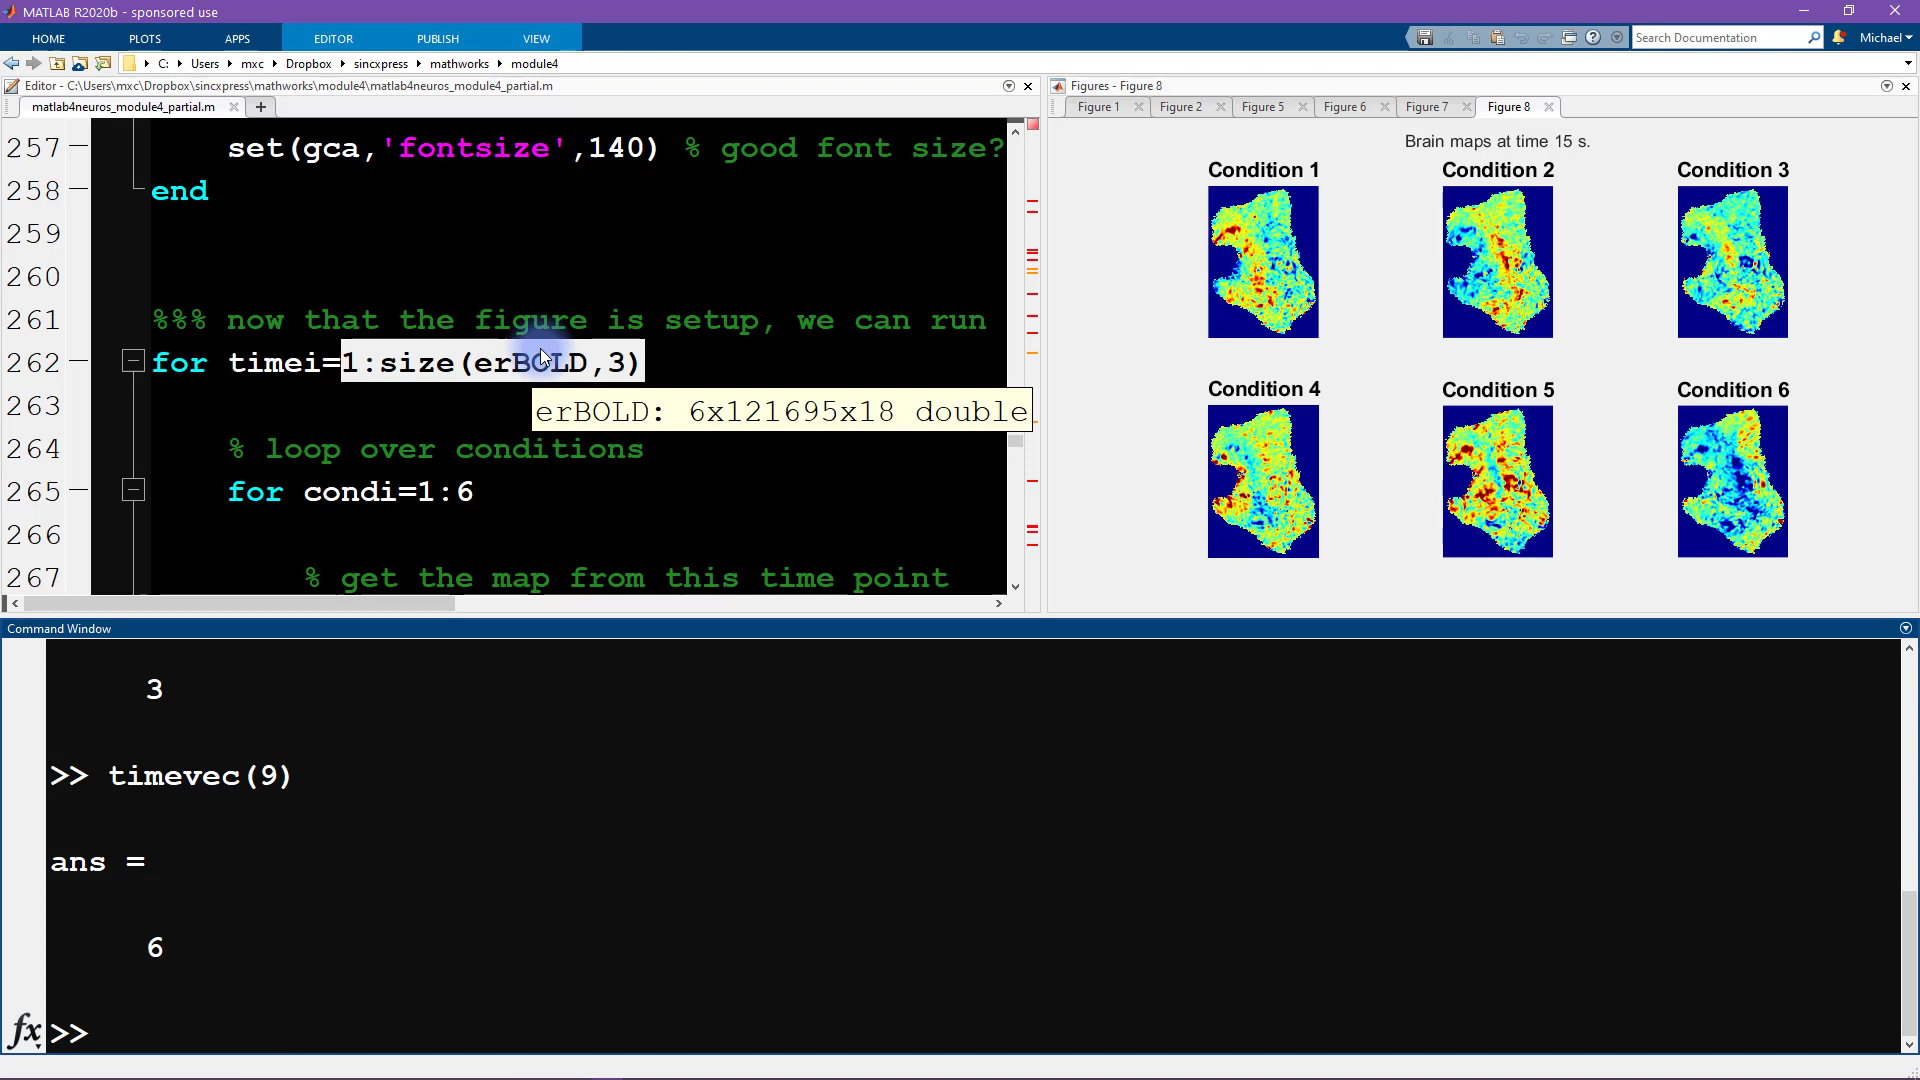 MATLAB R2020b - sponsored use
HOME PLOTS APPS EDITOR PUBLISH VIEW
Search Documentation Michael
C: Users mxc Dropbox sincxpress mathworks module4
Editor - C:\Users\mxc\Dropbox\sincxpress\mathworks\module4\matlab4neuros_module4_partial.m
matlab4neuros_module4_partial.m
257 set(gca,'fontsize',140) % good font size?
258 end
259
260
261 %%% now that the figure is setup, we can run
262 for timei=1:size(erBOLD,3)
263 erBOLD: 6x121695x18 double
264 % loop over conditions
265 for condi=1:6
266
267 % get the map from this time point
Figures - Figure 8
Figure 1 Figure 2 Figure 5 Figure 6 Figure 7 Figure 8
Brain maps at time 15 s.
Condition 1 Condition 2 Condition 3
Condition 4 Condition 5 Condition 6
Command Window
3
>> timevec(9)
ans =
6
fx >>